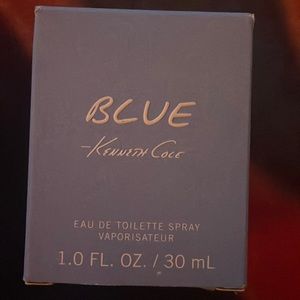 BLUE
—Kenneth Cole
EAU DE TOILETTE SPRAY
VAPORISATEUR
1.0 FL. OZ. / 30 mL